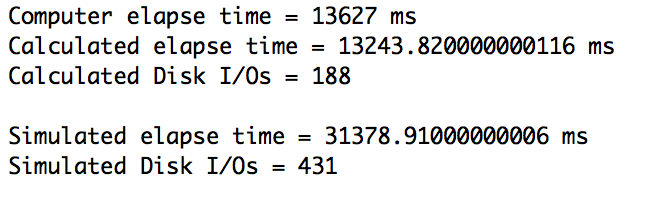 Computer elapse time = 13627 ms
Calculated elapse time = 13243.820000000116 ms
Calculated Disk I/Os = 188
Simulated elapse time = 31378.91000000006 ms
Simulated Disk I/Os = 431